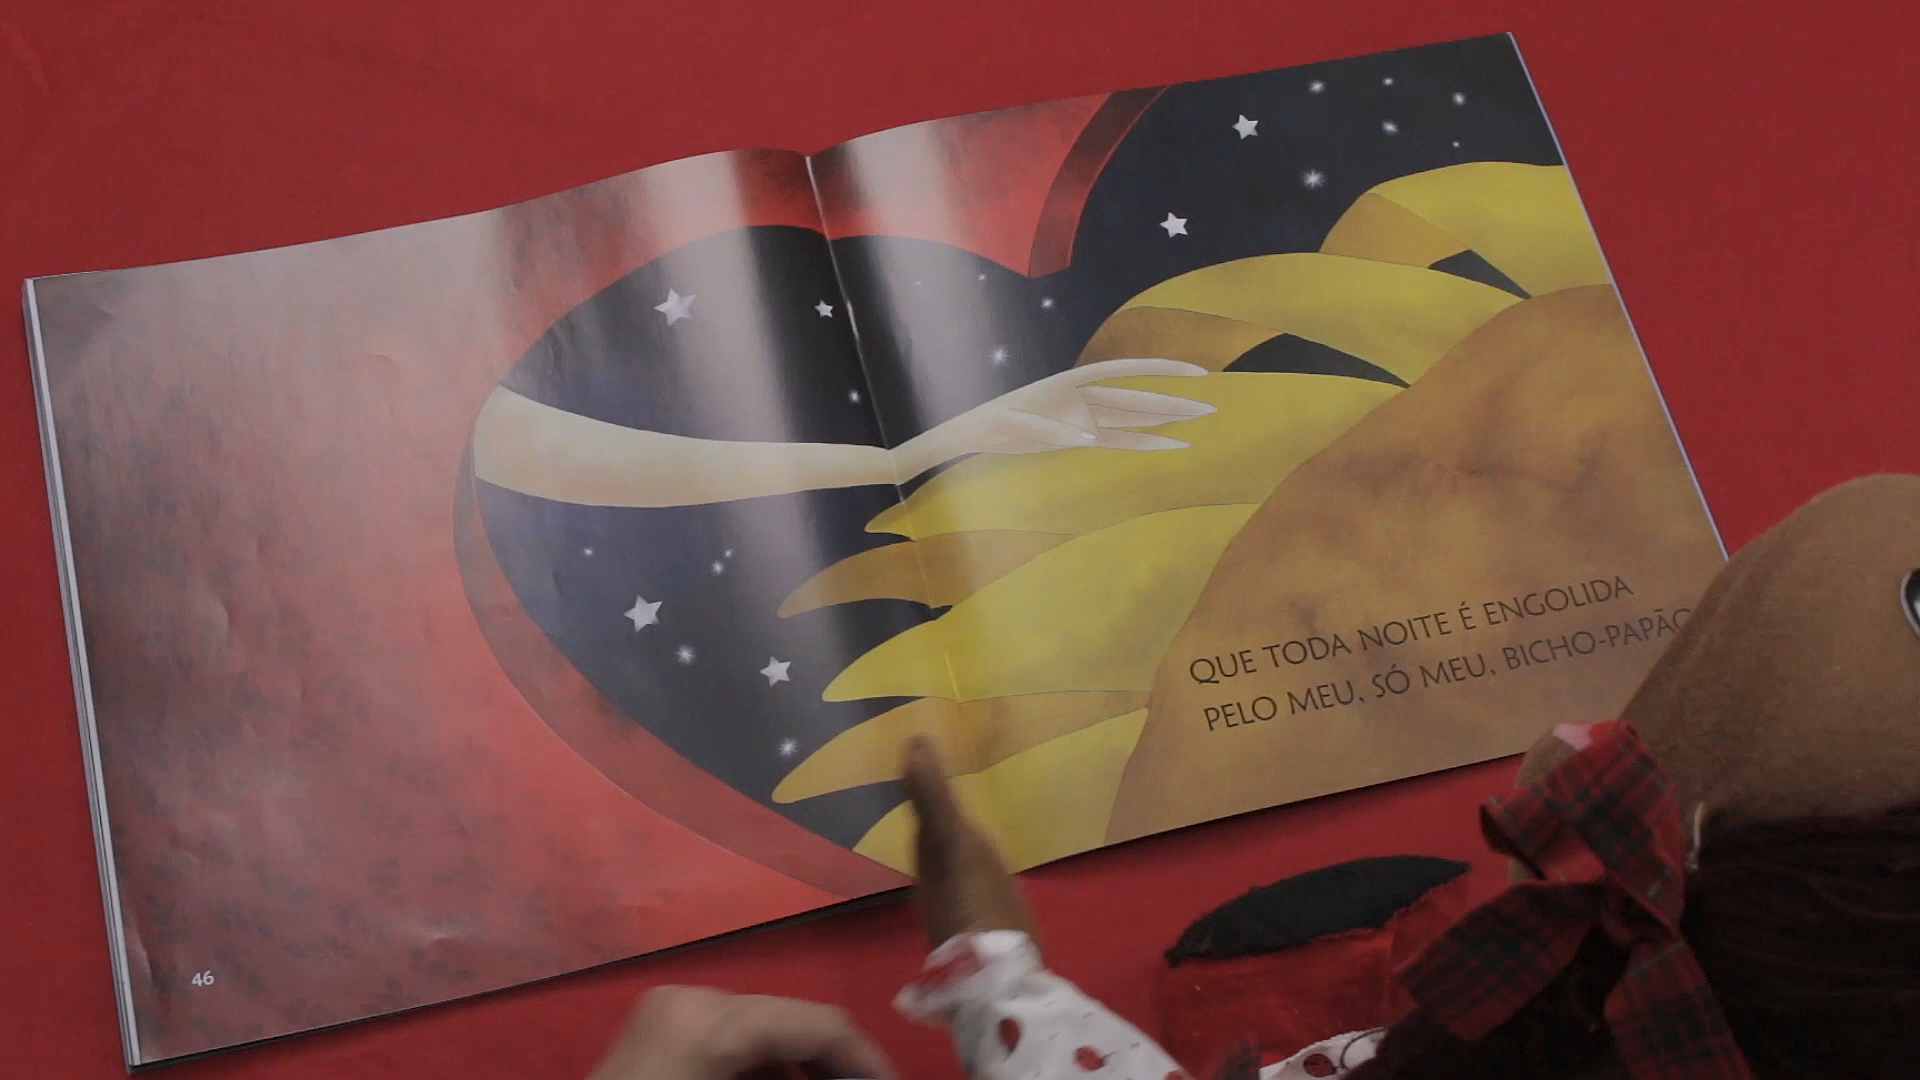 QUE TODA NOITE É ENGOLIDA
PELO MEU, SÓ MEU, BICHO-PAPÃO
46